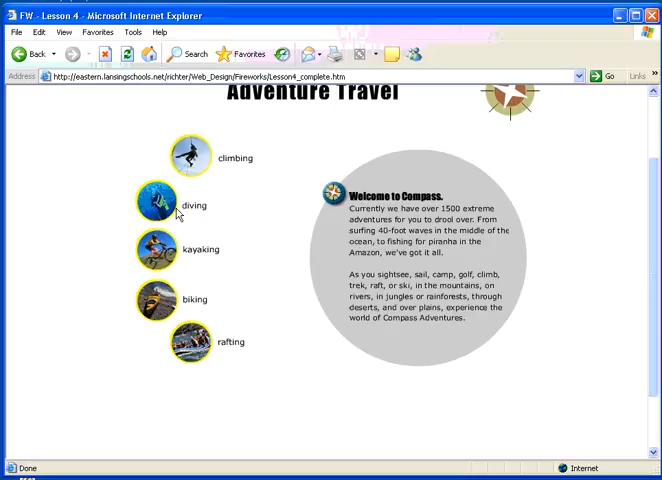 FW - Lesson 4 - Microsoft Internet Explorer
File Edit View Favorites Tools Help
Back Search Favorites
Address http://eastern.lansingschools.net/richter/Web_Design/Fireworks/Lesson4_complete.htm Go Links »
Adventure Travel
climbing
diving
kayaking
biking
rafting
Welcome to Compass.
Currently we have over 1500 extreme
adventures for you to drool over. From
surfing 40-foot waves in the middle of the
ocean, to fishing for piranha in the
Amazon, we've got it all.
As you sightsee, sail, camp, golf, climb,
trek, raft, or ski, in the mountains, on
rivers, in jungles or rainforests, through
deserts, and over plains, experience the
world of Compass Adventures.
Done Internet